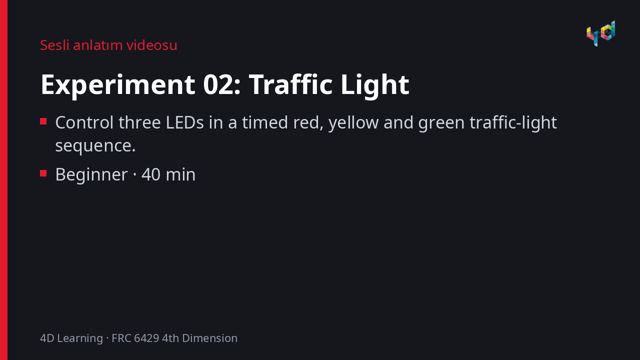 Sesli anlatım videosu
4d
Experiment 02: Traffic Light
Control three LEDs in a timed red, yellow and green traffic-light
sequence.
Beginner · 40 min
4D Learning · FRC 6429 4th Dimension